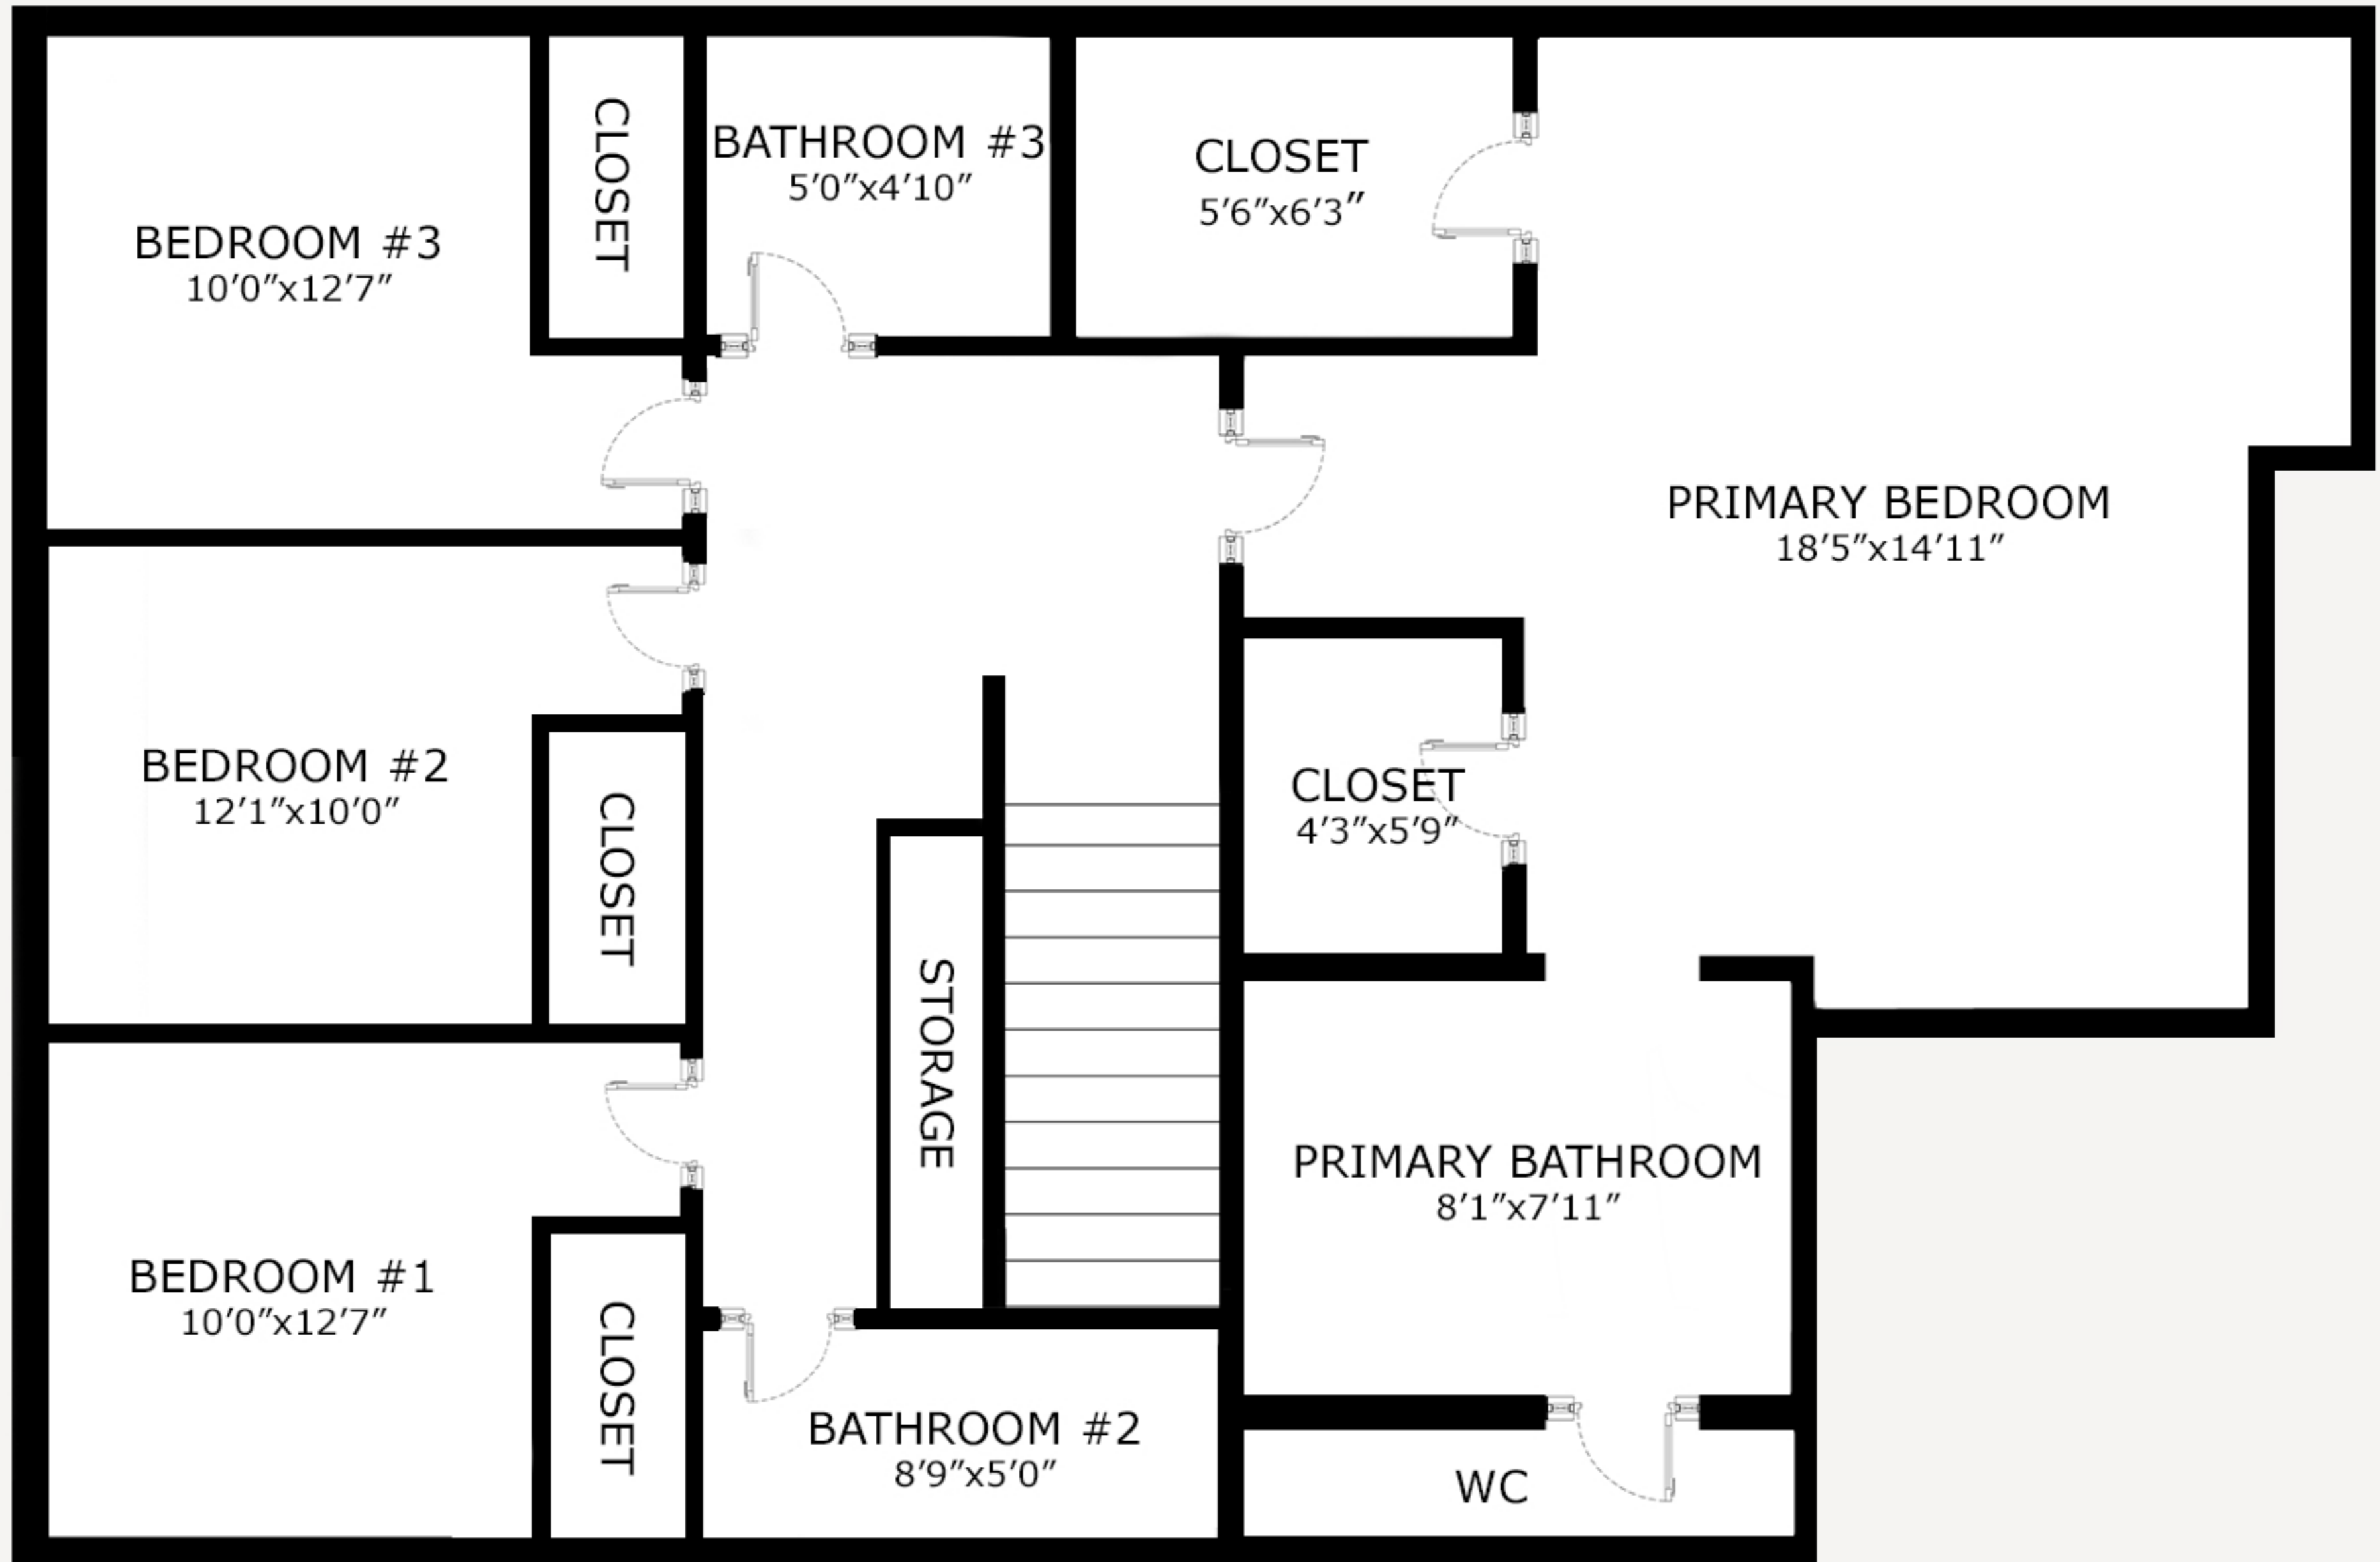 CLOSET
BATHROOM #3
5'0"x4'10"
CLOSET
5'6"x6'3"
BEDROOM #3
10'0"x12'7"
PRIMARY BEDROOM
18'5"x14'11"
BEDROOM #2
12'1"x10'0"
CLOSET
CLOSET
4'3"x5'9"
STORAGE
PRIMARY BATHROOM
8'1"x7'11"
BEDROOM #1
10'0"x12'7"
CLOSET
BATHROOM #2
8'9"x5'0"
WC